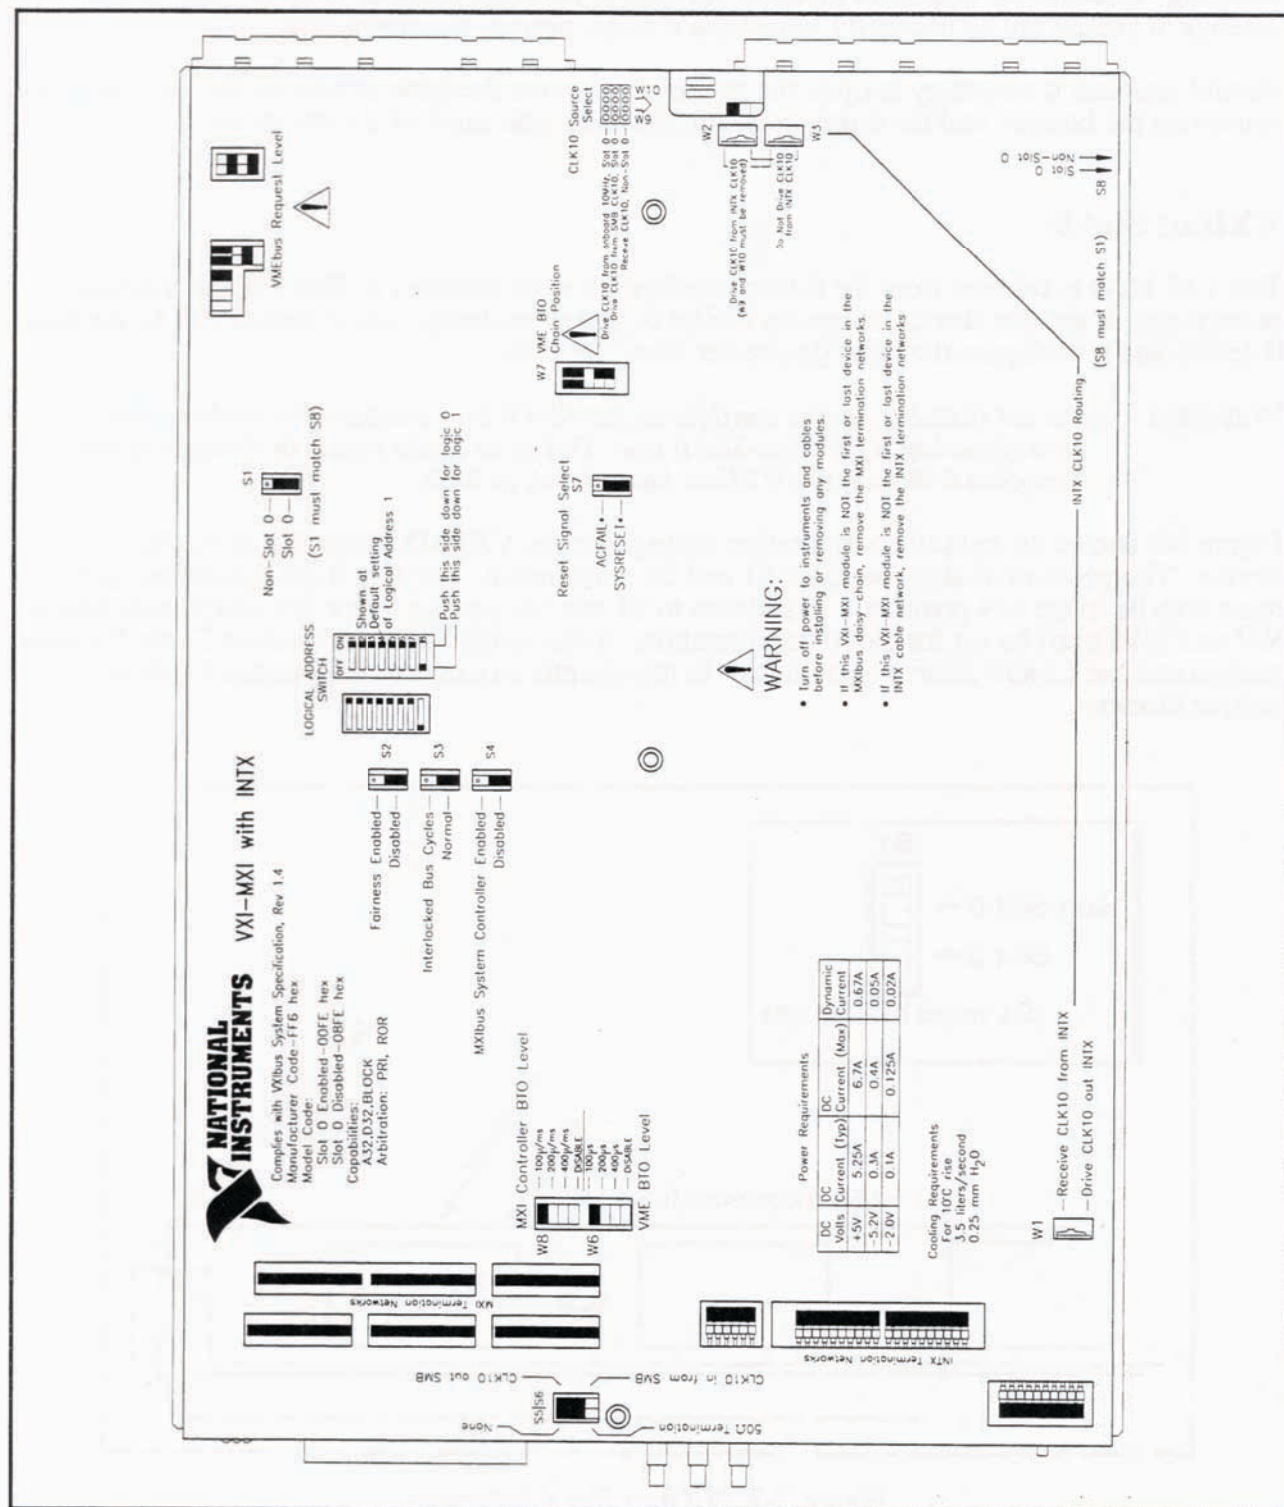 NATIONAL
INSTRUMENTS
VXI-MXI with INTX
Complies with VXIbus System Specification, Rev 1.4
Manufacturer Code-FF6 hex
Model Code:
Slot 0 Enabled-00FE hex
Slot 0 Disabled-08FE hex
Capabilities:
A32,D32,BLOCK
Arbitration: PRI, ROR
LOGICAL ADDRESS
SWITCH
OFF ON
Shown at
Default setting
of Logical Address 1
Push this side down for logic 0
Push this side down for logic 1
S1
Non-Slot 0
Slot 0
(S1 must match S8)
VMEbus Request Level
S2
Fairness Enabled
Disabled
S3
Interlocked Bus Cycles
Normal
S4
MXIbus System Controller Enabled
Disabled
Reset Signal Select
S7
ACFAIL*
SYSRESET*
W7
VME BTO
Chain Position
CLK10 Source
Select
Drive CLK10 from onboard 10MHz, Slot 0
Drive CLK10 from SMB CLK10, Slot 0
Receive CLK10, Non-Slot 0
W9
W10
W2
W3
Drive CLK10 from INTX CLK10
(W9 and W10 must be removed)
Do Not Drive CLK10
from INTX CLK10
Slot 0
Non-Slot 0
S8
(S8 must match S1)
WARNING:
• Turn off power to instruments and cables
before installing or removing any modules.
• If this VXI-MXI module is NOT the first or last device in the
MXIbus daisy-chain, remove the MXI termination networks
• If this VXI-MXI module is NOT the first or last device in the
INTX cable network, remove the INTX termination networks
INTX CLK10 Routing
MXI Controller BTO Level
W8
100µ/ms
200µ/ms
400µ/ms
DISABLE
W6
100µs
200µs
400µs
DISABLE
VME BTO Level
Power Requirements
DC Volts DC Current (Typ) DC Current (Max) Dynamic Current
+5V 5.25A 6.7A 0.67A
-5.2V 0.3A 0.4A 0.05A
-2.0V 0.1A 0.125A 0.02A
Cooling Requirements
For 10°C rise
3.5 liters/second
0.25 mm H2O
W1
Receive CLK10 from INTX
Drive CLK10 out INTX
MXI Termination Networks
INTX Termination Networks
CLK10 out SMB
CLK10 in from SMB
S5 S6
None
50Ω Termination